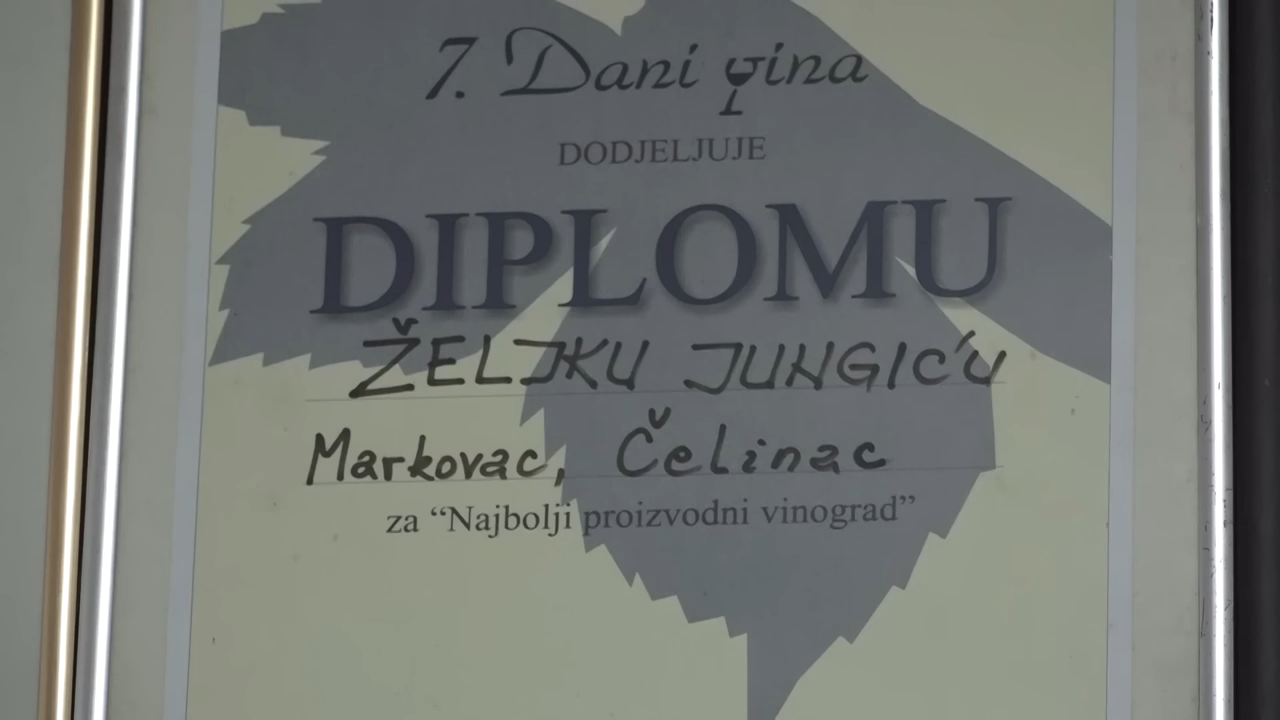 7. Dani vina
DODJELJUJE
DIPLOMU
ŽELJKU JUNGIĆU
Markovac, Čelinac
za “Najbolji proizvodni vinograd”